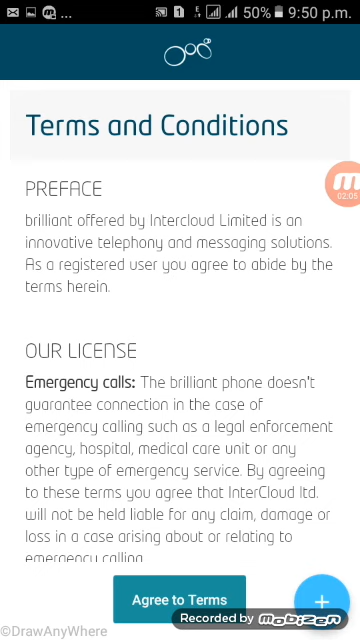 50% 9:50 p.m.
Terms and Conditions
PREFACE
brilliant offered by Intercloud Limited is an
innovative telephony and messaging solutions.
As a registered user you agree to abide by the
terms herein.
02:05
OUR LICENSE
Emergency calls: The brilliant phone doesn't
guarantee connection in the case of
emergency calling such as a legal enforcement
agency, hospital, medical care unit or any
other type of emergency service. By agreeing
to these terms you agree that InterCloud ltd.
will not be held liable for any claim, damage or
loss in a case arising about or relating to
emergency calling
Agree to Terms
Recorded by mobizen
©DrawAnyWhere